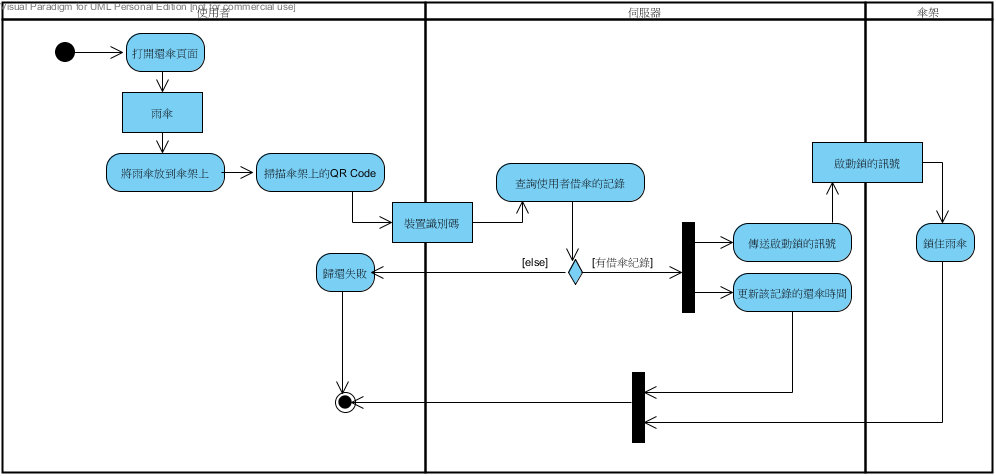 Visual Paradigm for UML Personal Edition [not for commercial use]
使用者
伺服器
傘架
打開還傘頁面
雨傘
將雨傘放到傘架上
掃描傘架上的QR Code
裝置識別碼
查詢使用者借傘的記錄
啟動鎖的訊號
傳送啟動鎖的訊號
鎖住雨傘
[else]
[有借傘紀錄]
歸還失敗
更新該記錄的還傘時間